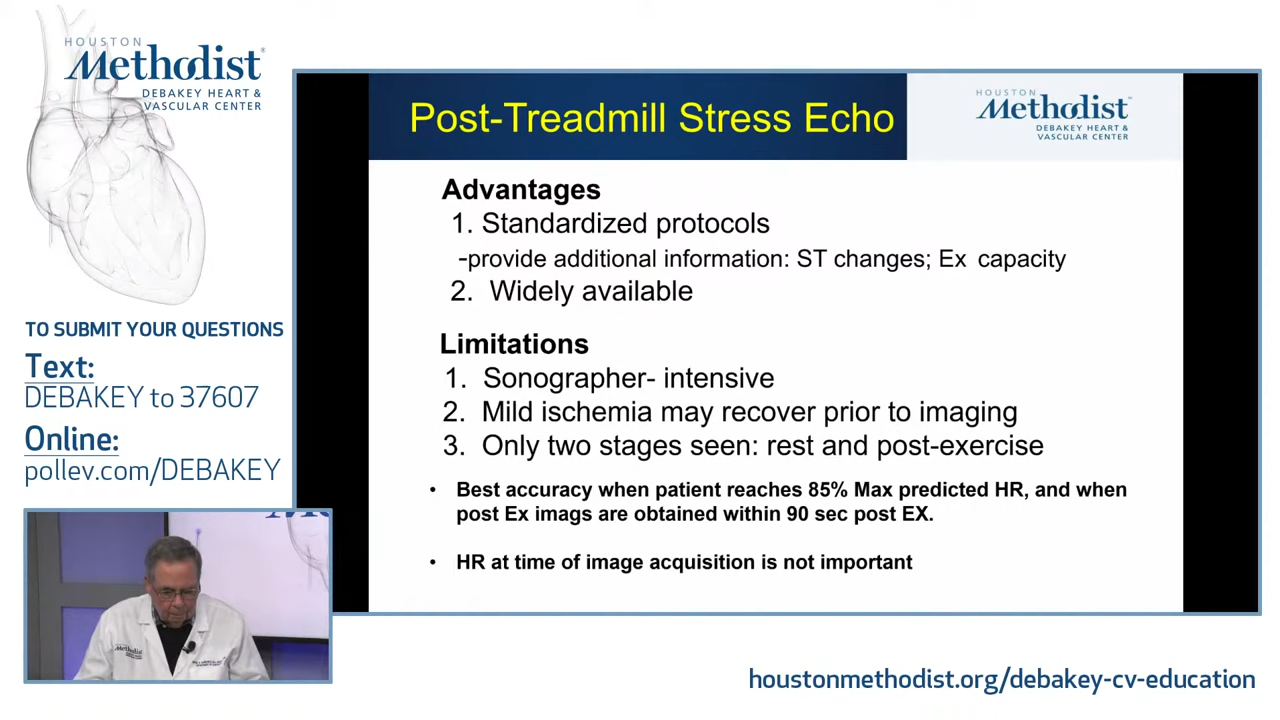 HOUSTON
Methodist
DEBAKEY HEART &
VASCULAR CENTER
TO SUBMIT YOUR QUESTIONS
Text:
DEBAKEY to 37607
Online:
pollev.com/DEBAKEY
Post-Treadmill Stress Echo
HOUSTON
Methodist
DEBAKEY HEART &
VASCULAR CENTER
Advantages
1. Standardized protocols
-provide additional information: ST changes; Ex capacity
2. Widely available
Limitations
1. Sonographer- intensive
2. Mild ischemia may recover prior to imaging
3. Only two stages seen: rest and post-exercise
• Best accuracy when patient reaches 85% Max predicted HR, and when
post Ex imags are obtained within 90 sec post EX.
• HR at time of image acquisition is not important
Methodist
houstonmethodist.org/debakey-cv-education